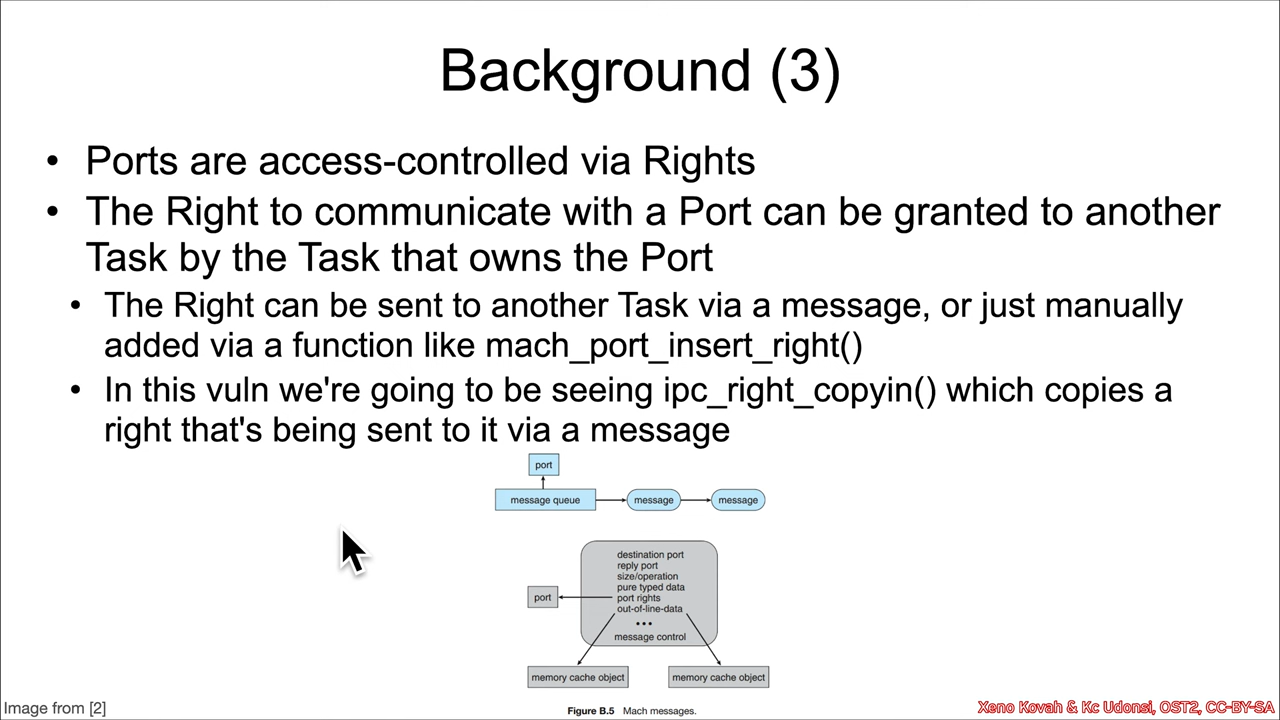 Background (3)
• Ports are access-controlled via Rights
• The Right to communicate with a Port can be granted to another
Task by the Task that owns the Port
• The Right can be sent to another Task via a message, or just manually
added via a function like mach_port_insert_right()
• In this vuln we're going to be seeing ipc_right_copyin() which copies a
right that's being sent to it via a message
port
message queue
message
message
destination port
reply port
size/operation
pure typed data
port
port rights
out-of-line-data
•••
message control
memory cache object
memory cache object
Image from [2]
Figure B.5 Mach messages.
Xeno Kovah & Kc Udonsi, OST2, CC-BY-SA